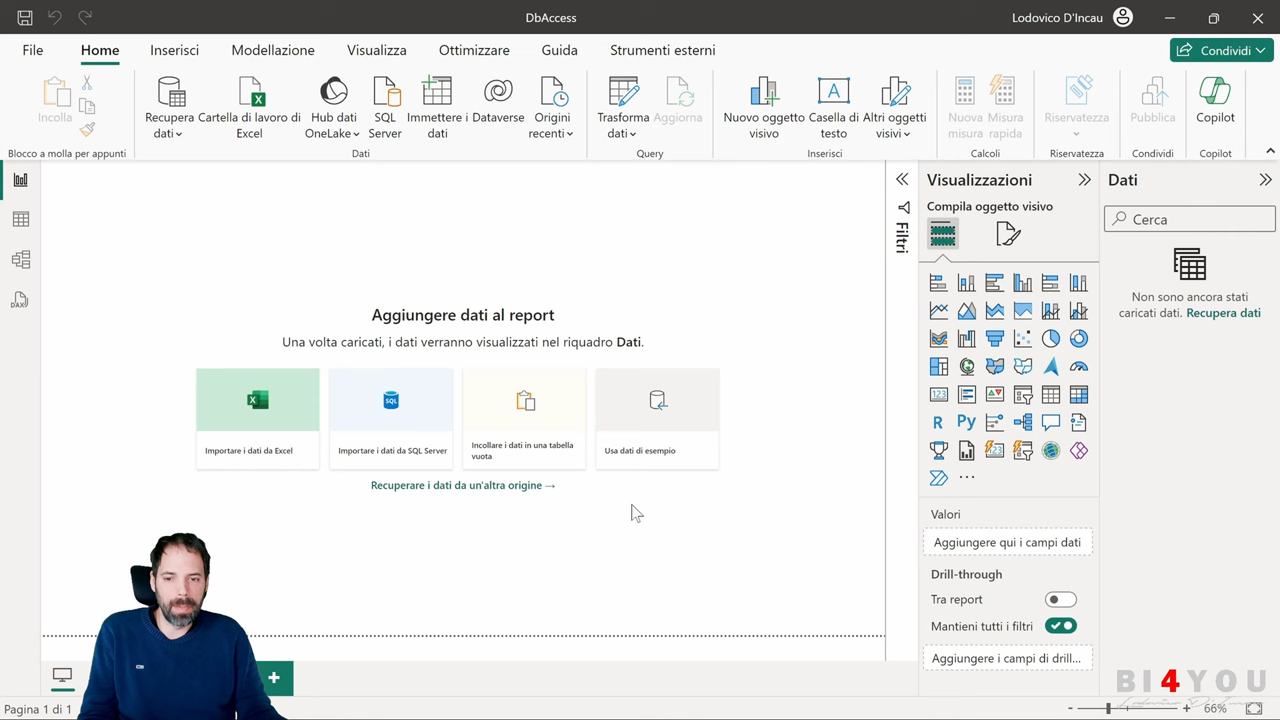 DbAccess
Lodovico D'Incau
File
Home
Inserisci
Modellazione
Visualizza
Ottimizzare
Guida
Strumenti esterni
Condividi
Incolla
Recupera
dati
Cartella di lavoro di
Excel
Hub dati
OneLake
SQL
Server
Immettere i
dati
Dataverse
Origini
recenti
Trasforma
dati
Aggiorna
Nuovo oggetto
visivo
Casella di
testo
Altri oggetti
visivi
Nuova
misura
Misura
rapida
Riservatezza
Pubblica
Copilot
Blocco a molla per appunti
Dati
Query
Inserisci
Calcoli
Riservatezza
Condividi
Copilot
DAX
Aggiungere dati al report
Una volta caricati, i dati verranno visualizzati nel riquadro Dati.
SQL
Importare i dati da Excel
Importare i dati da SQL Server
Incollare i dati in una tabella
vuota
Usa dati di esempio
Recuperare i dati da un'altra origine →
Filtri
Visualizzazioni
Compila oggetto visivo
123
R
Py
Valori
Aggiungere qui i campi dati
Drill-through
Tra report
Mantieni tutti i filtri
Aggiungere i campi di drill...
Dati
Cerca
Non sono ancora stati
caricati dati. Recupera dati
BI4YOU
Lodovico D'Incau
Pagina 1 di 1
- + 66%